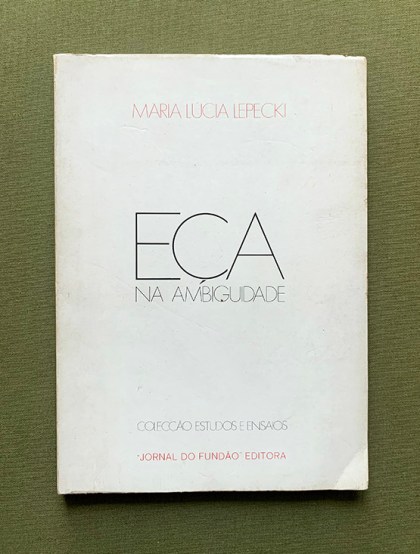 MARIA LÚCIA LEPECKI
EÇA
NA AMBIGUIDADE
COLECÇÃO ESTUDOS E ENSAIOS
"JORNAL DO FUNDÃO" EDITORA